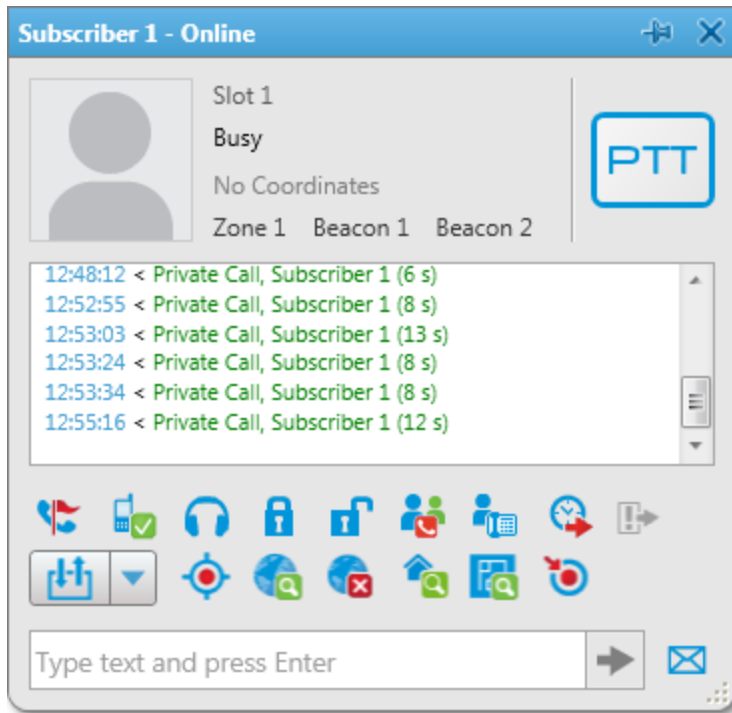 Subscriber 1 - Online
Slot 1
Busy
No Coordinates
Zone 1 Beacon 1 Beacon 2
PTT
12:48:12 < Private Call, Subscriber 1 (6 s)
12:52:55 < Private Call, Subscriber 1 (8 s)
12:53:03 < Private Call, Subscriber 1 (13 s)
12:53:24 < Private Call, Subscriber 1 (8 s)
12:53:34 < Private Call, Subscriber 1 (8 s)
12:55:16 < Private Call, Subscriber 1 (12 s)
Type text and press Enter